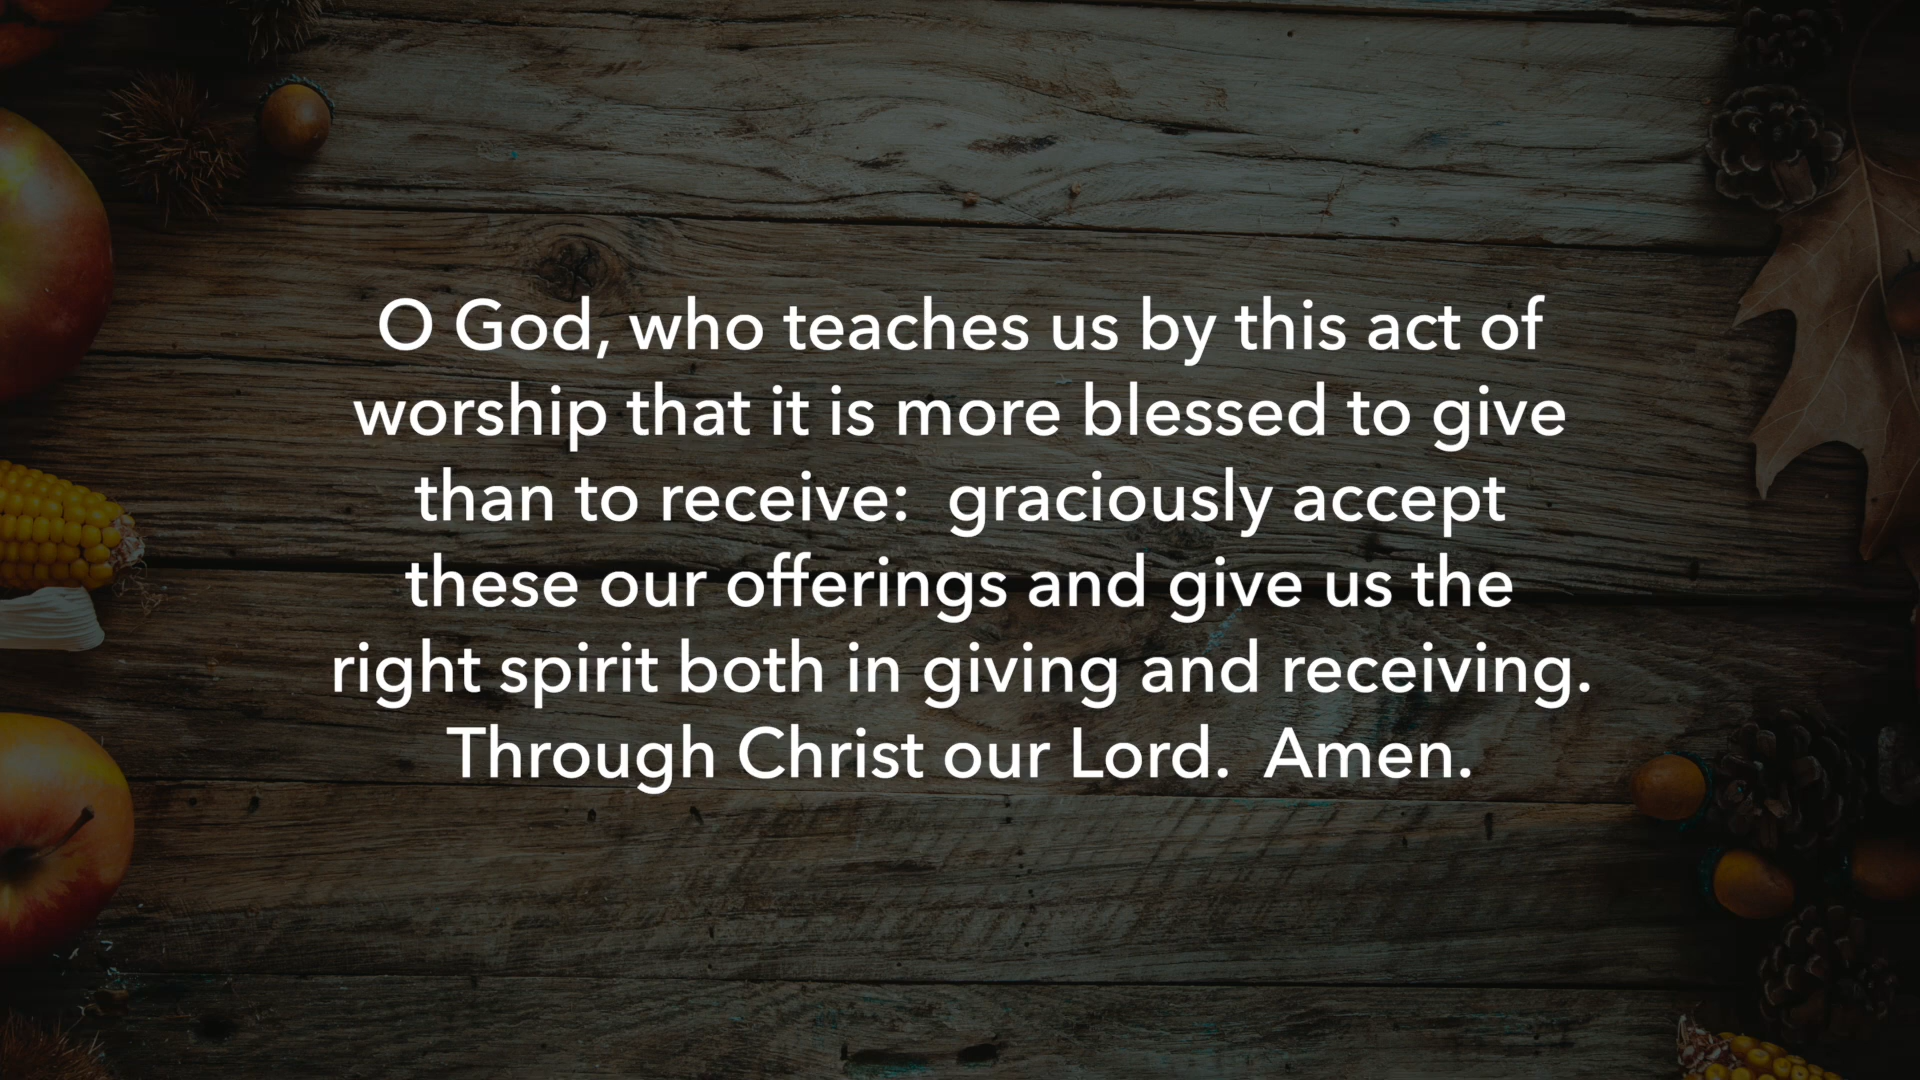 O God, who teaches us by this act of
worship that it is more blessed to give
than to receive:  graciously accept
these our offerings and give us the
right spirit both in giving and receiving.
Through Christ our Lord.  Amen.